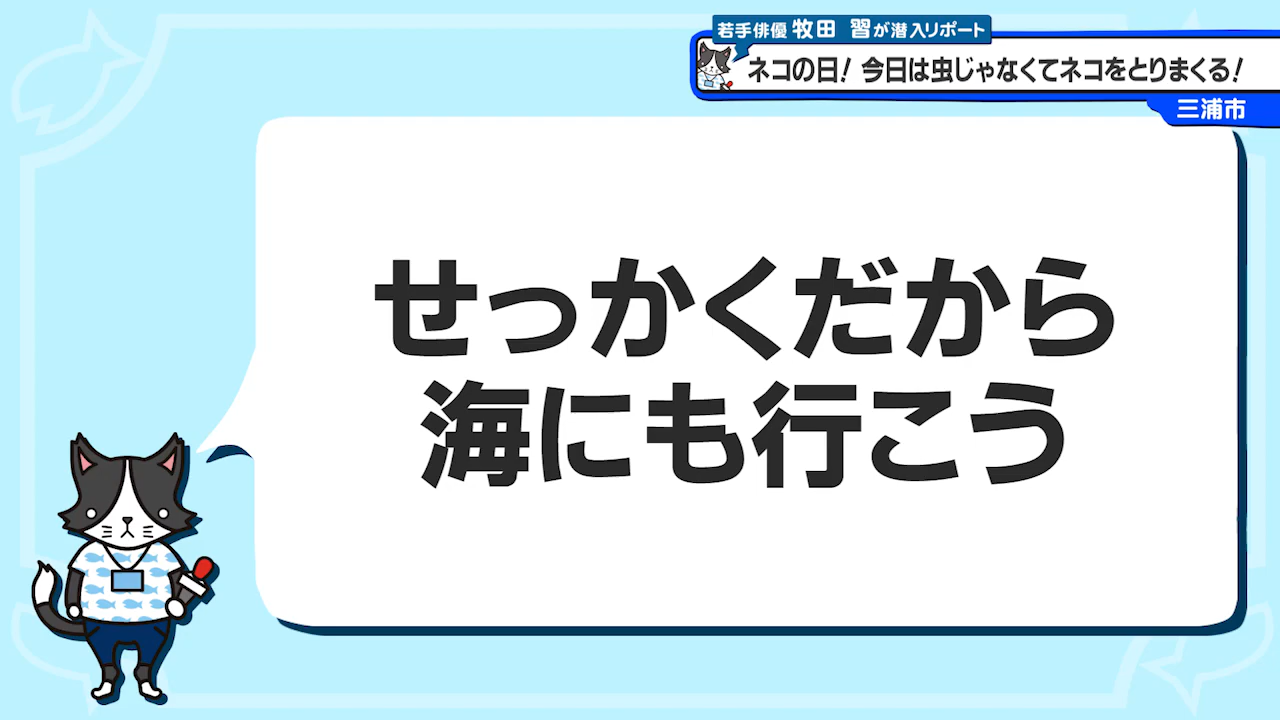 若手俳優 牧田 習が潜入リポート
ネコの日！今日は虫じゃなくてネコをとりまくる！
三浦市
せっかくだから
海にも行こう